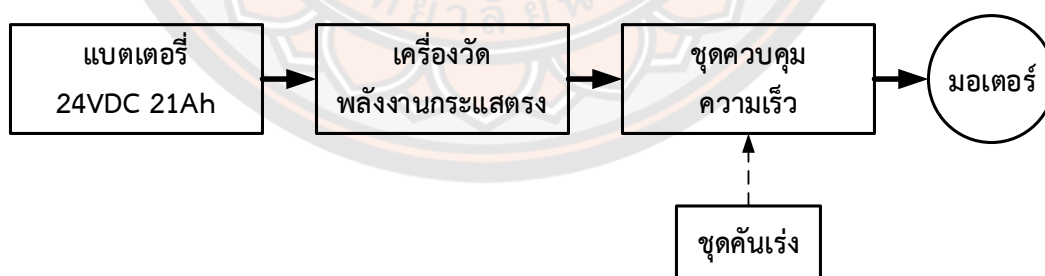 แบตเตอรี่
24VDC 21Ah
เครื่องวัด
พลังงานกระแสตรง
ชุดควบคุม
ความเร็ว
มอเตอร์
ชุดคันเร่ง